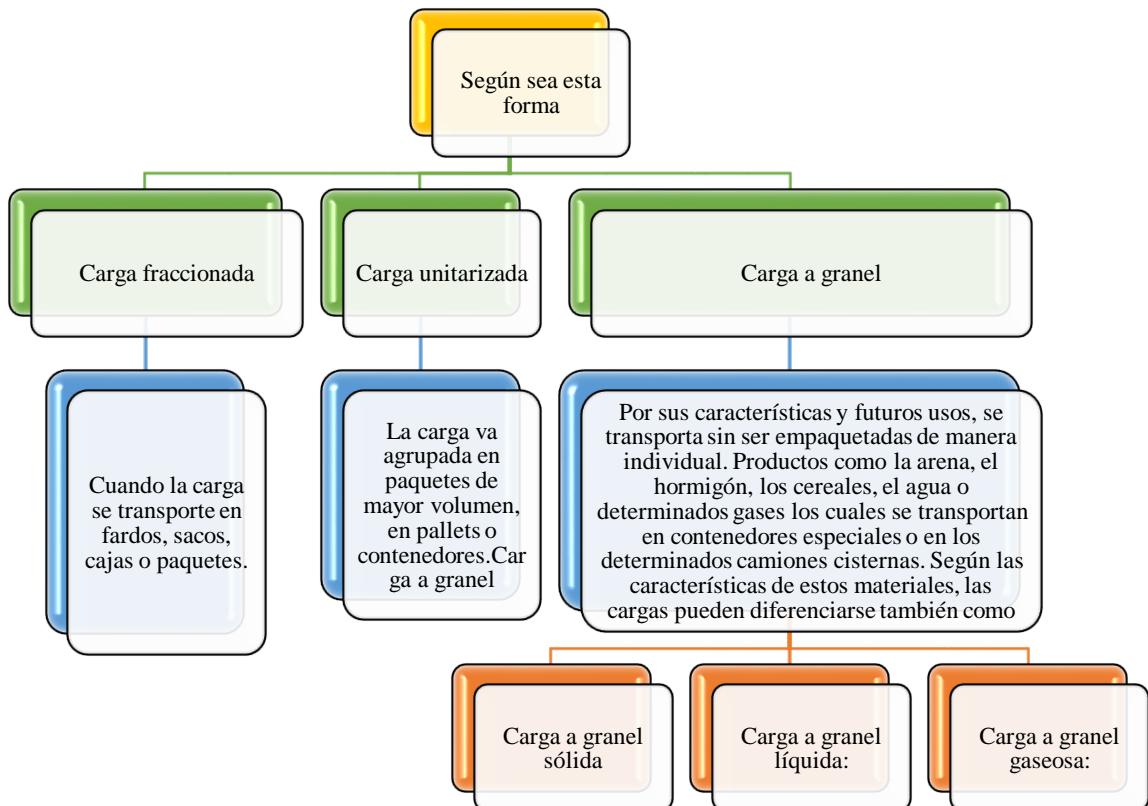 Según sea esta
forma
Carga fraccionada
Carga unitarizada
Carga a granel
Cuando la carga
se transporte en
fardos, sacos,
cajas o paquetes.
La carga va
agrupada en
paquetes de
mayor volumen,
en pallets o
contenedores.Car
ga a granel
Por sus características y futuros usos, se
transporta sin ser empaquetadas de manera
individual. Productos como la arena, el
hormigón, los cereales, el agua o
determinados gases los cuales se transportan
en contenedores especiales o en los
determinados camiones cisternas. Según las
características de estos materiales, las
cargas pueden diferenciarse también como
Carga a granel
sólida
Carga a granel
líquida:
Carga a granel
gaseosa: